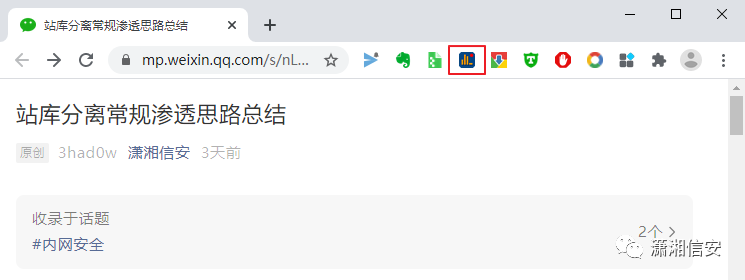 站库分离常规渗透思路总结
mp.weixin.qq.com/s/nL...
站库分离常规渗透思路总结
原创 3had0w 潇湘信安 3天前
收录于话题
#内网安全
2个
潇湘信安